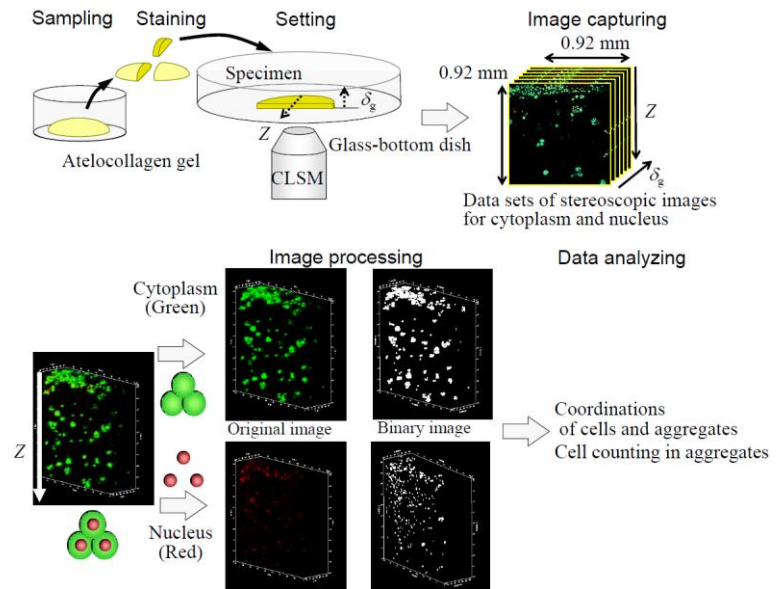 Sampling
Staining
Setting
Image capturing
0.92 mm
0.92 mm
Specimen
δg
Z
Z
Glass-bottom dish
CLSM
Atelocollagen gel
δg
Data sets of stereoscopic images
for cytoplasm and nucleus
Image processing
Data analyzing
Cytoplasm
(Green)
Original image
Binary image
Z
Coordinations
of cells and aggregates
Cell counting in aggregates
Nucleus
(Red)